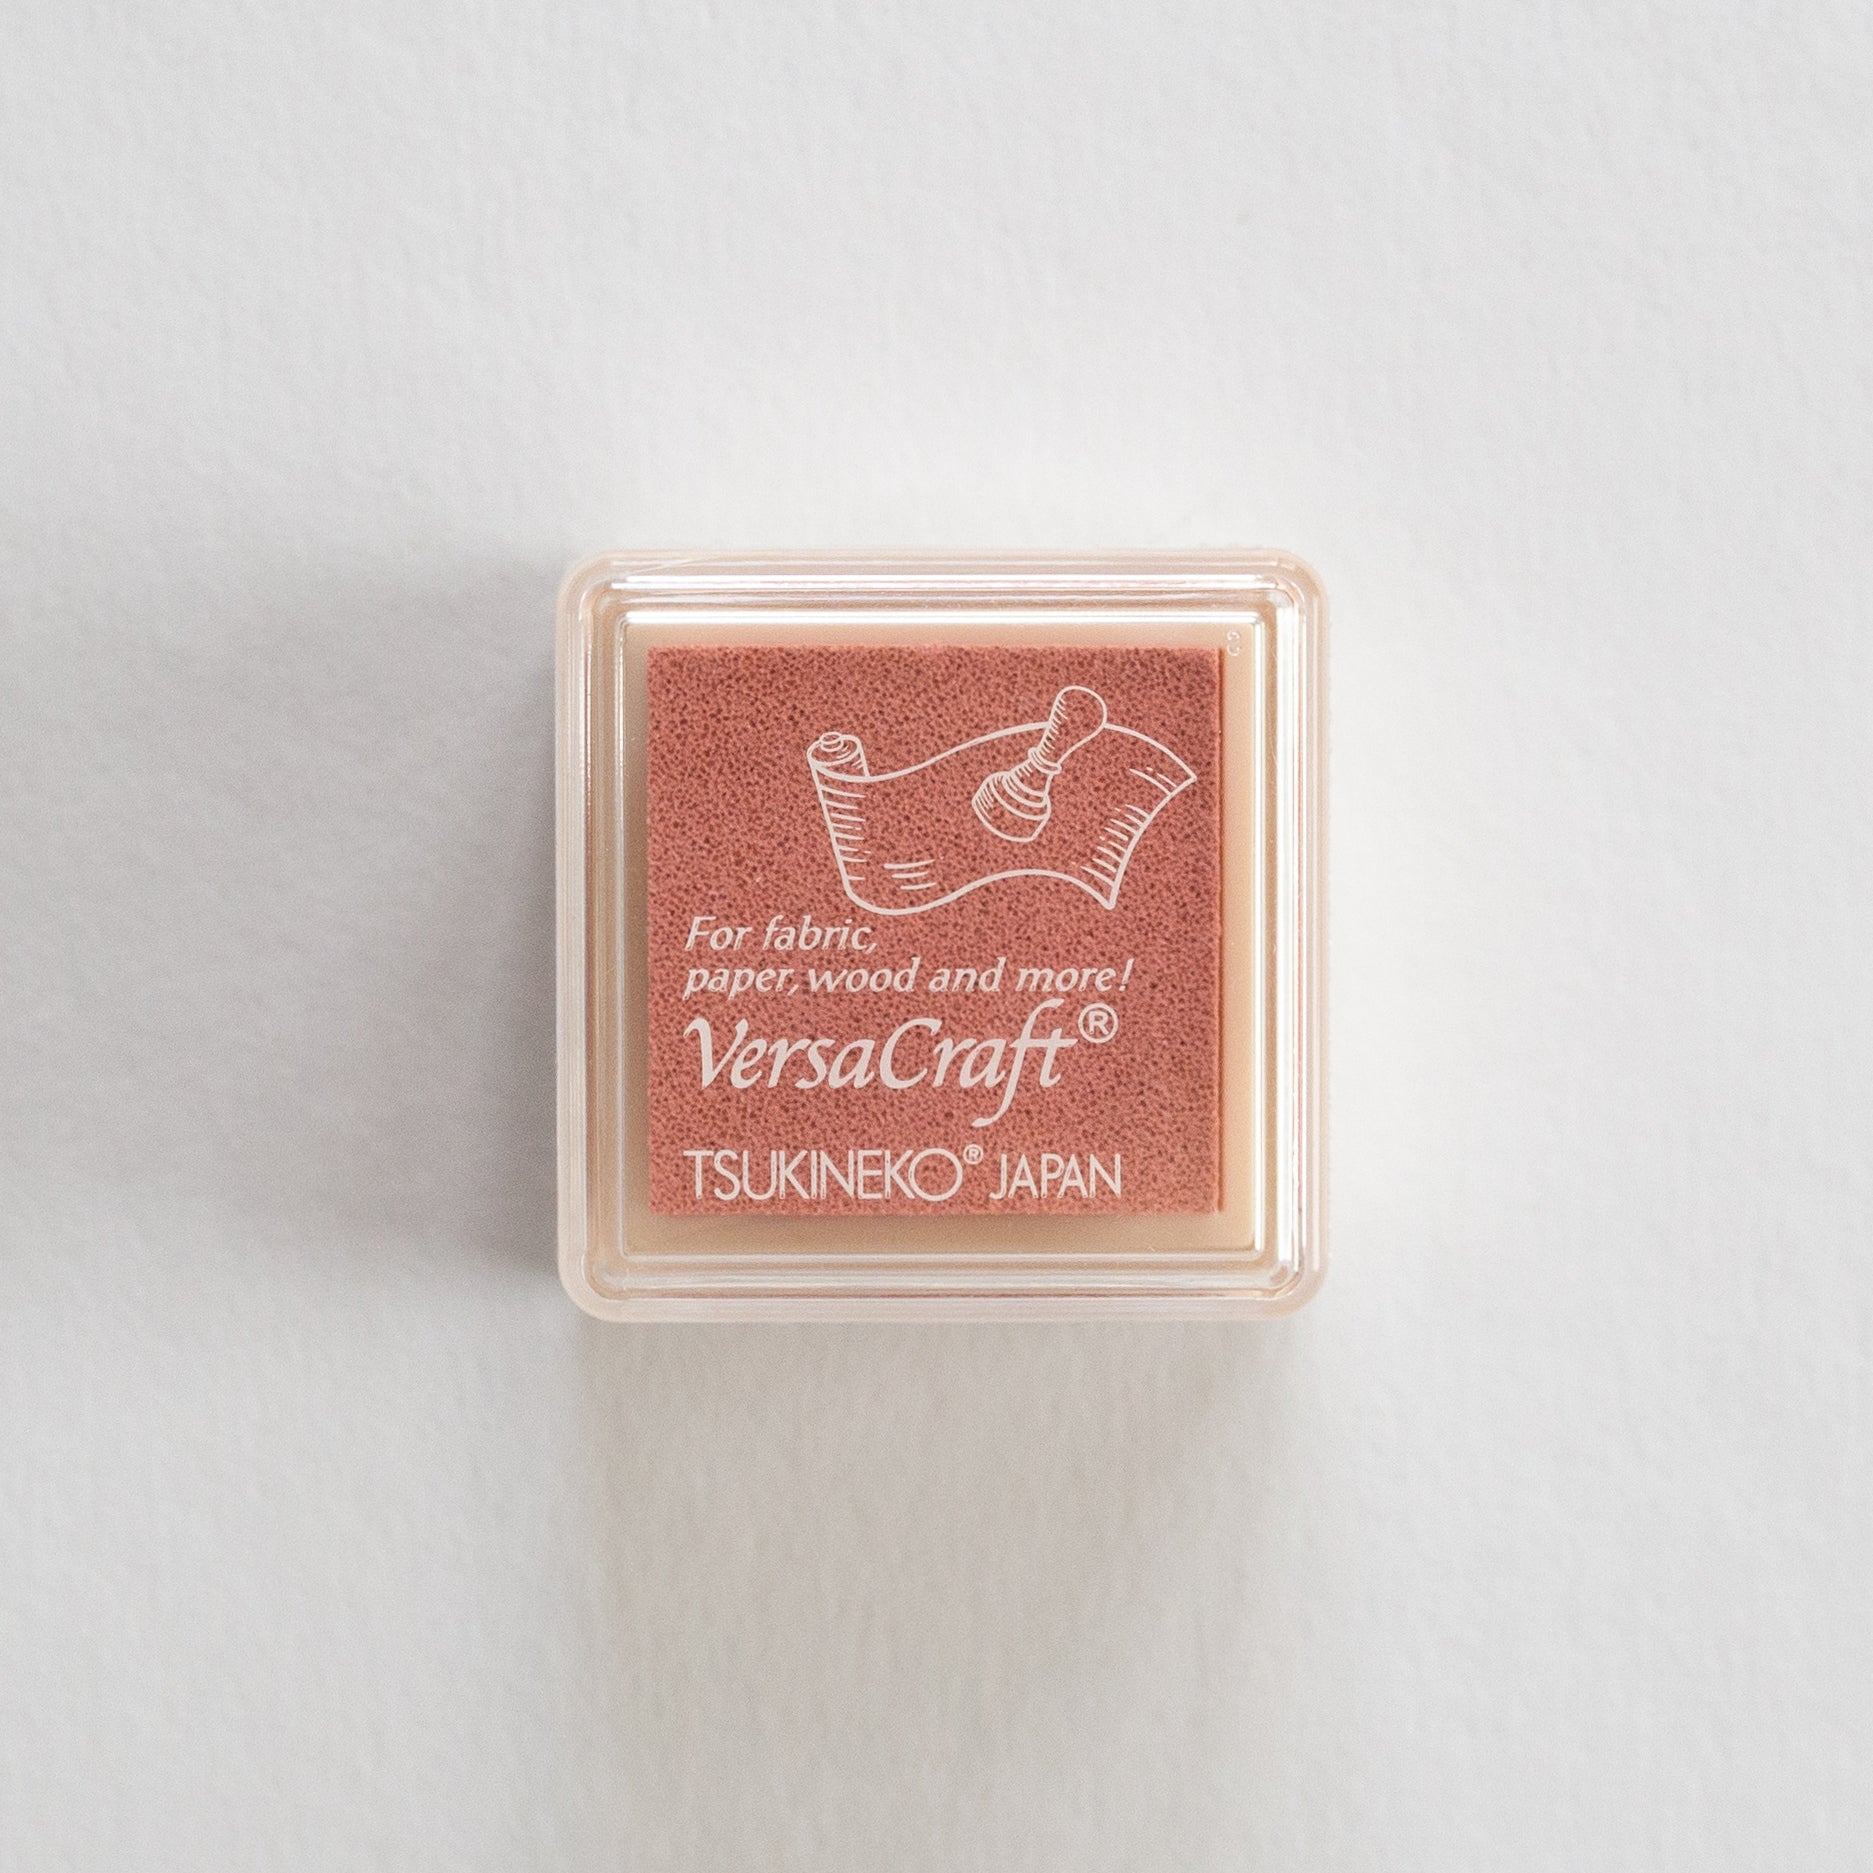 For fabric,
paper, wood and more!
VersaCraft®
TSUKINEKO® JAPAN